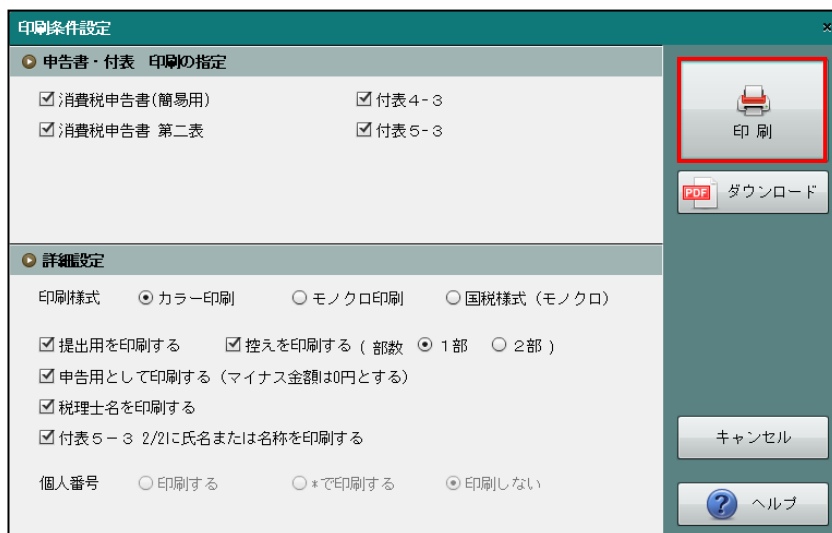 印刷条件設定 ×
申告書・付表 印刷の指定
消費税申告書(簡易用) 付表4-3
消費税申告書 第二表 付表5-3
印 刷
PDF ダウンロード
詳細設定
印刷様式 カラー印刷 モノクロ印刷 国税様式（モノクロ）
提出用を印刷する 控えを印刷する ( 部数 1部 2部 )
申告用として印刷する（マイナス金額は0円とする）
税理士名を印刷する
付表5-3 2/2に氏名または名称を印刷する
キャンセル
個人番号 印刷する *で印刷する 印刷しない
? ヘルプ